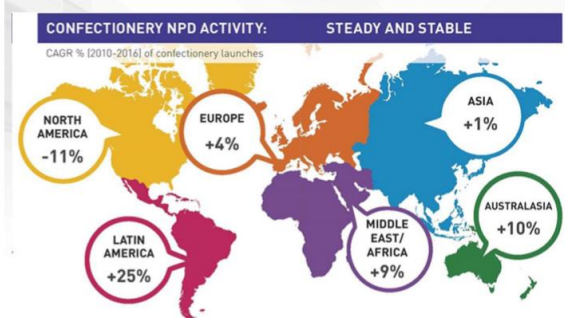 CONFECTIONERY NPD ACTIVITY: STEADY AND STABLE
CAGR % (2010-2016) of confectionery launches
NORTH
AMERICA
-11%
EUROPE
+4%
ASIA
+1%
LATIN
AMERICA
+25%
MIDDLE
EAST/
AFRICA
+9%
AUSTRALASIA
+10%